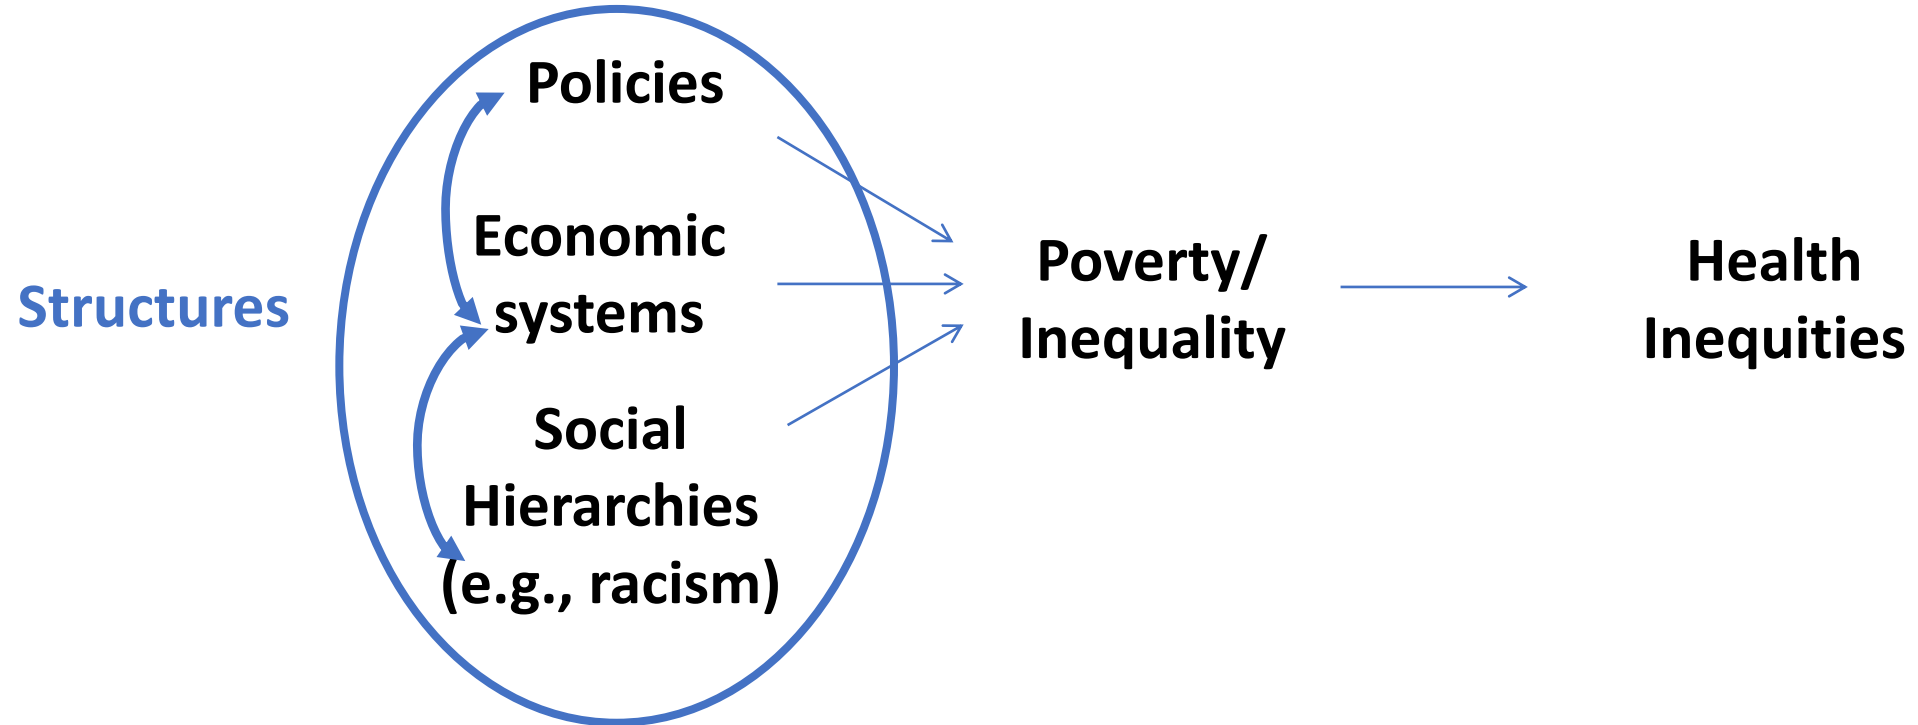 Structures
Policies
Economic
systems
Social
Hierarchies
(e.g., racism)
Poverty/
Inequality
Health
Inequities